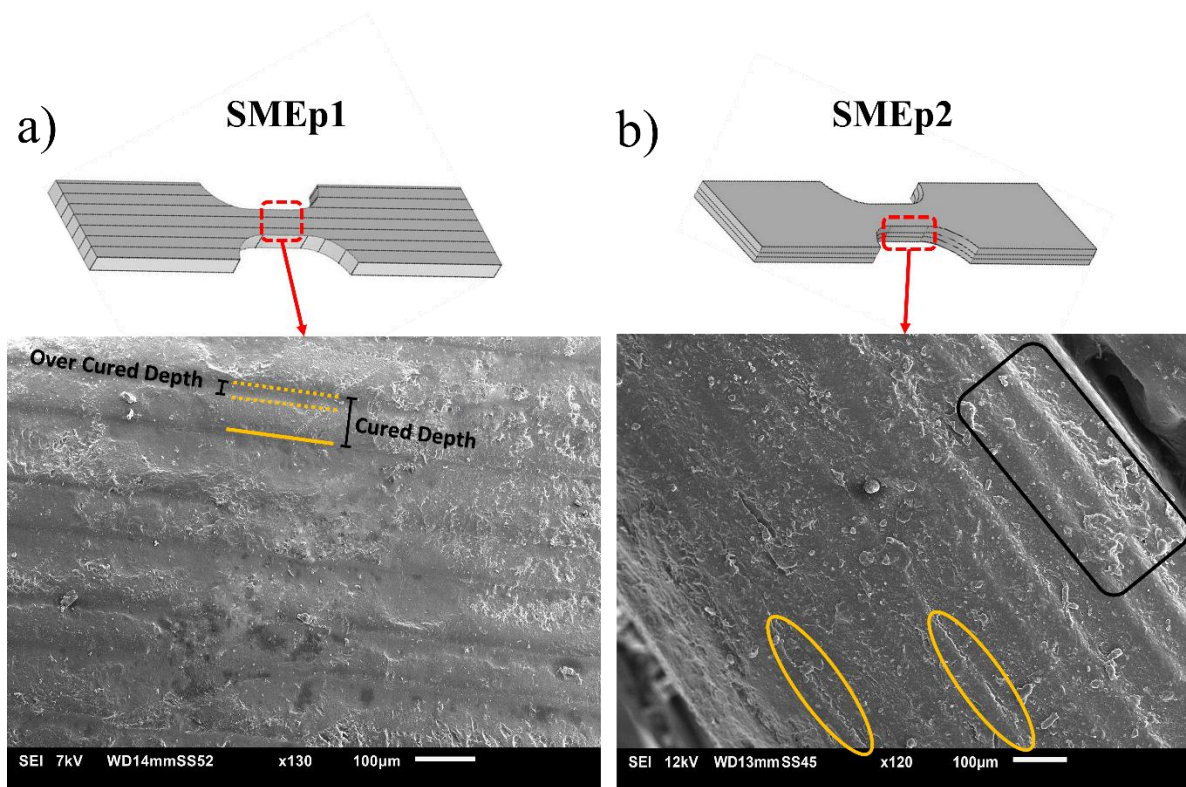 a)
SMEp1
b)
SMEp2
Over Cured Depth
Cured Depth
SEI 7kV WD14mmSS52 x130 100µm
SEI 12kV WD13mmSS45 x120 100µm